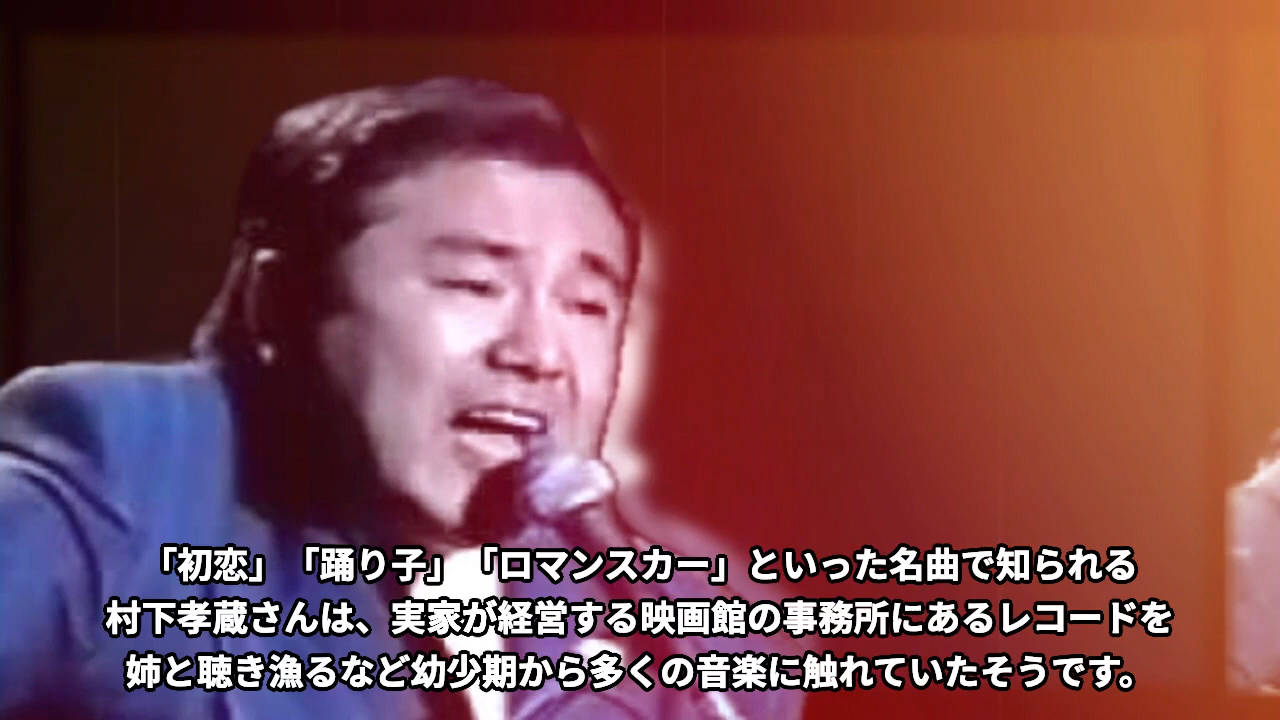 「初恋」「踊り子」「ロマンスカー」といった名曲で知られる
村下孝蔵さんは、実家が経営する映画館の事務所にあるレコードを
姉と聴き漁るなど幼少期から多くの音楽に触れていたそうです。